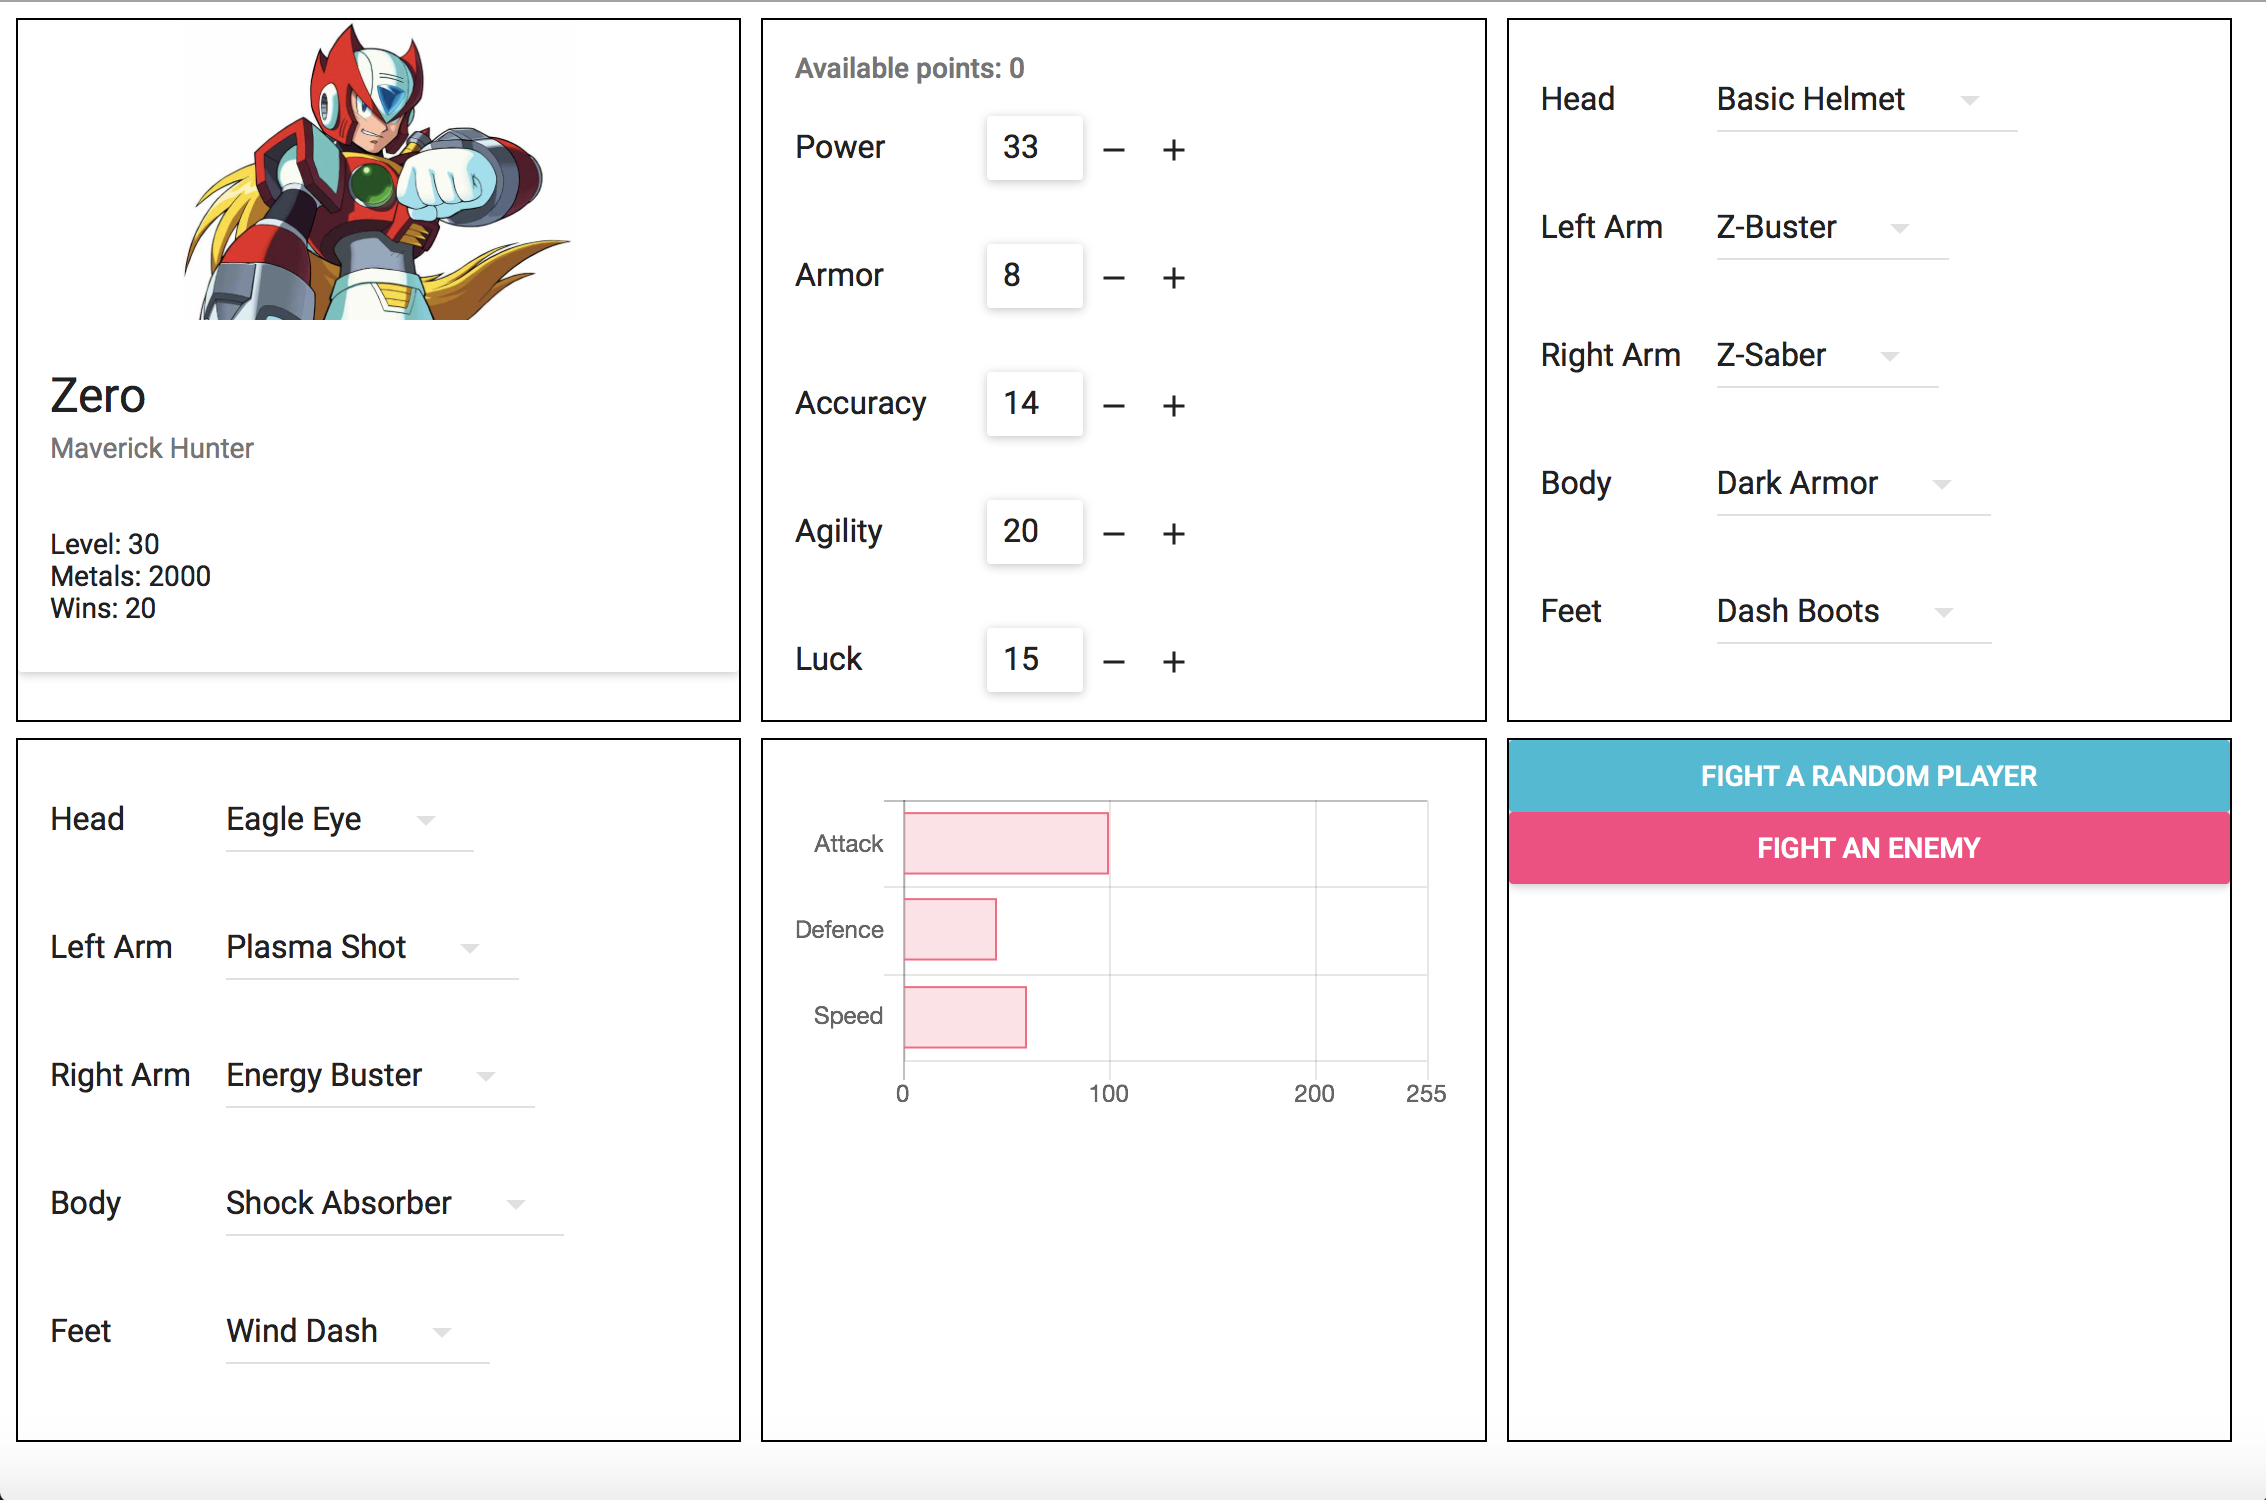 Zero
Maverick Hunter
Level: 30
Metals: 2000
Wins: 20
Available points: 0
Power 33 − +
Armor 8 − +
Accuracy 14 − +
Agility 20 − +
Luck 15 − +
Head Basic Helmet
Left Arm Z-Buster
Right Arm Z-Saber
Body Dark Armor
Feet Dash Boots
Head Eagle Eye
Left Arm Plasma Shot
Right Arm Energy Buster
Body Shock Absorber
Feet Wind Dash
Attack
Defence
Speed
0 100 200 255
FIGHT A RANDOM PLAYER
FIGHT AN ENEMY